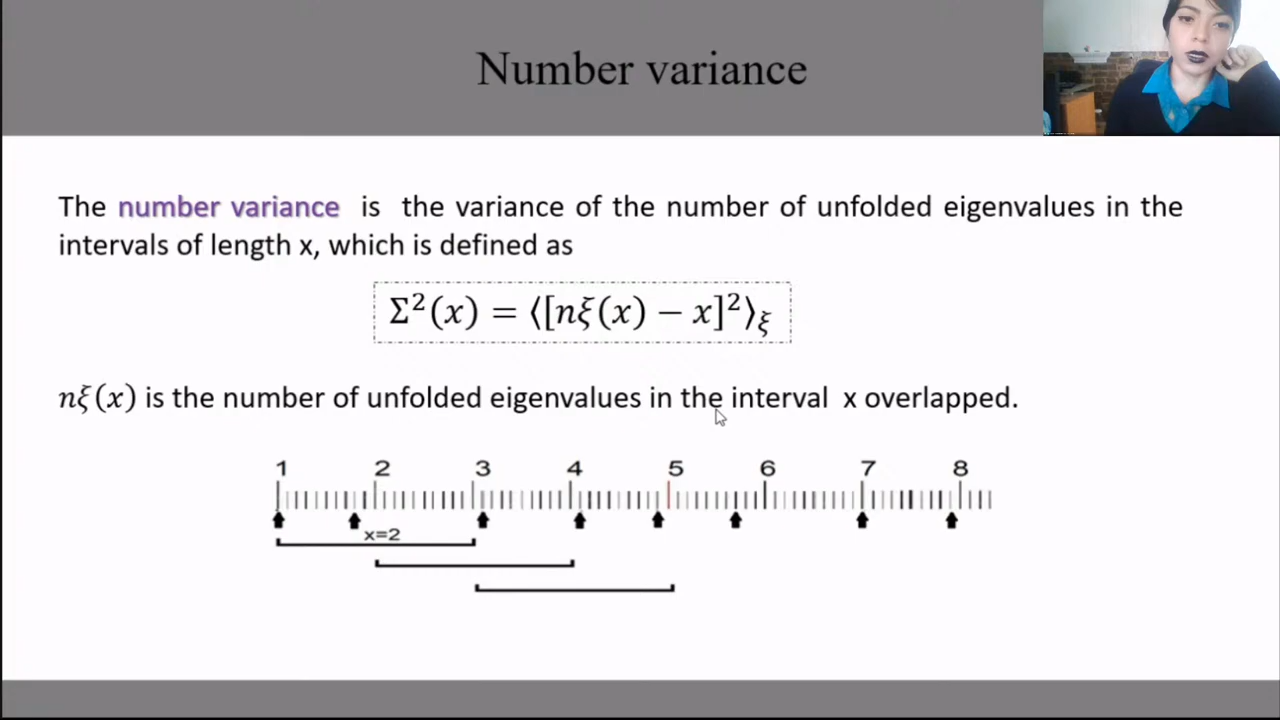 Number variance
The number variance is the variance of the number of unfolded eigenvalues in the
intervals of length x, which is defined as
Σ²(x) = ⟨[nξ(x) − x]²⟩ξ
nξ(x) is the number of unfolded eigenvalues in the interval x overlapped.
1 2 3 4 5 6 7 8
x=2